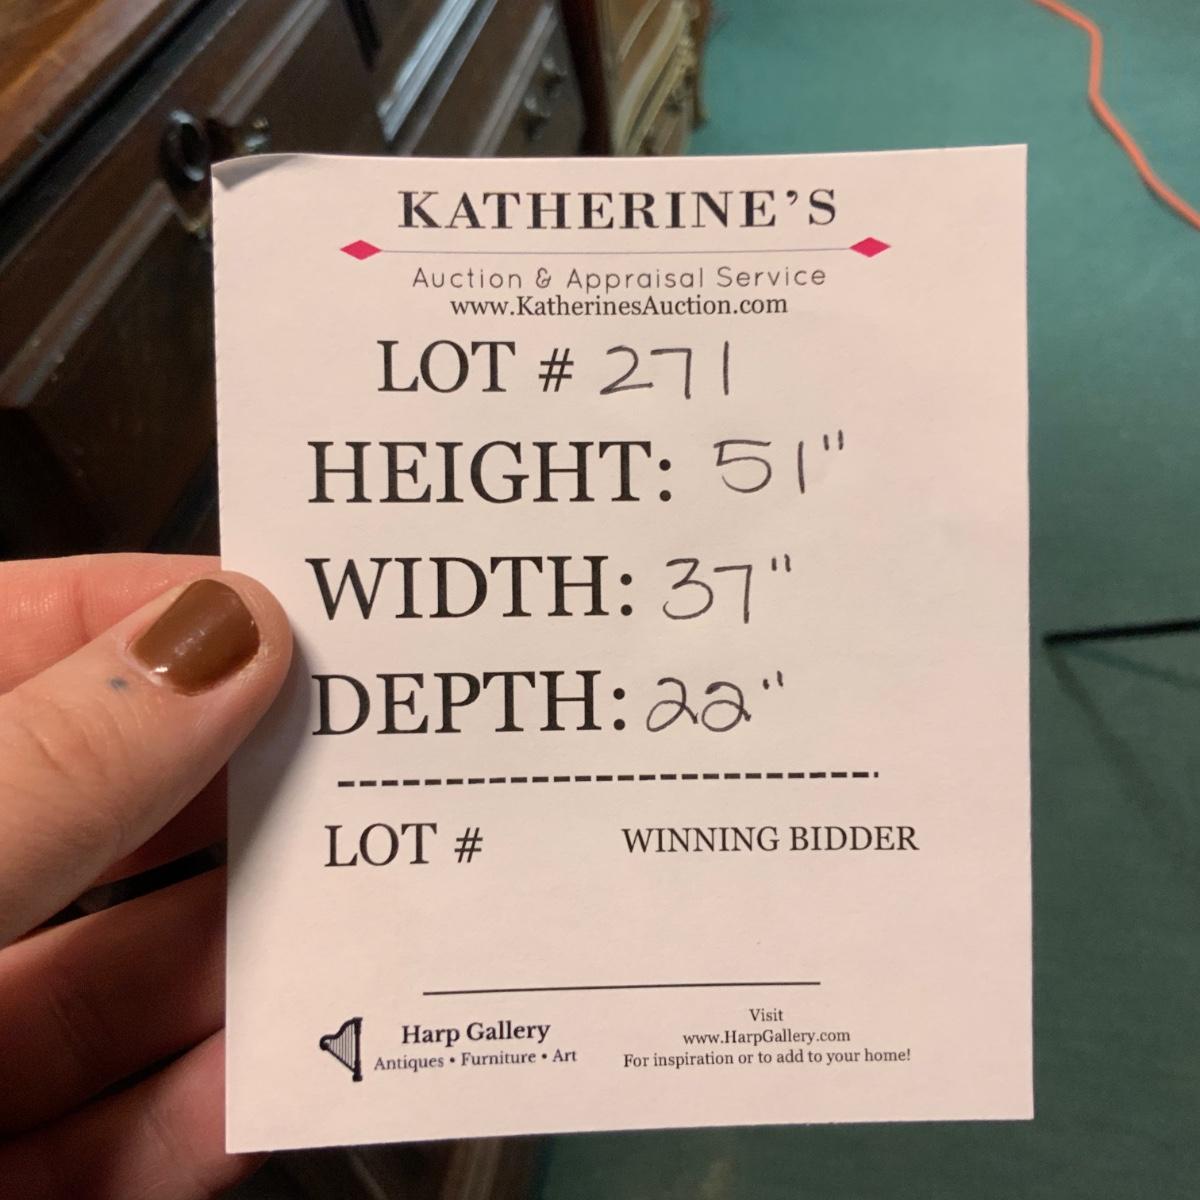 KATHERINE'S
Auction & Appraisal Service
www.KatherinesAuction.com
LOT # 271
HEIGHT: 51"
WIDTH: 37"
DEPTH: 22"
LOT # WINNING BIDDER
Harp Gallery
Antiques • Furniture • Art
Visit
www.HarpGallery.com
For inspiration or to add to your home!